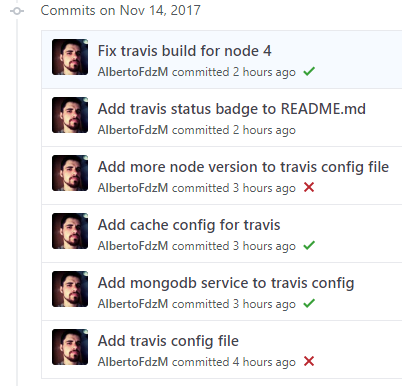 Commits on Nov 14, 2017
Fix travis build for node 4
AlbertoFdzM committed 2 hours ago
Add travis status badge to README.md
AlbertoFdzM committed 2 hours ago
Add more node version to travis config file
AlbertoFdzM committed 3 hours ago
Add cache config for travis
AlbertoFdzM committed 3 hours ago
Add mongodb service to travis config
AlbertoFdzM committed 3 hours ago
Add travis config file
AlbertoFdzM committed 4 hours ago